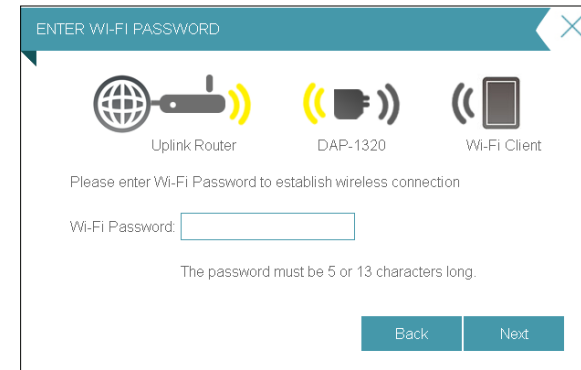 ENTER WI-FI PASSWORD
Uplink Router DAP-1320 Wi-Fi Client
Please enter Wi-Fi Password to establish wireless connection
Wi-Fi Password:
The password must be 5 or 13 characters long.
Back Next